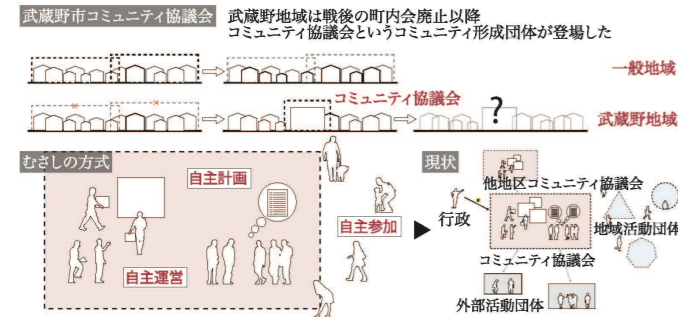 武蔵野市コミュニティ協議会
武蔵野地域は戦後の町内会廃止以降
コミュニティ協議会というコミュニティ形成団体が登場した
一般地域
コミュニティ協議会
?
武蔵野地域
むさしの方式
自主計画
自主参加
自主運営
現状
他地区コミュニティ協議会
行政
地域活動団体
コミュニティ協議会
外部活動団体